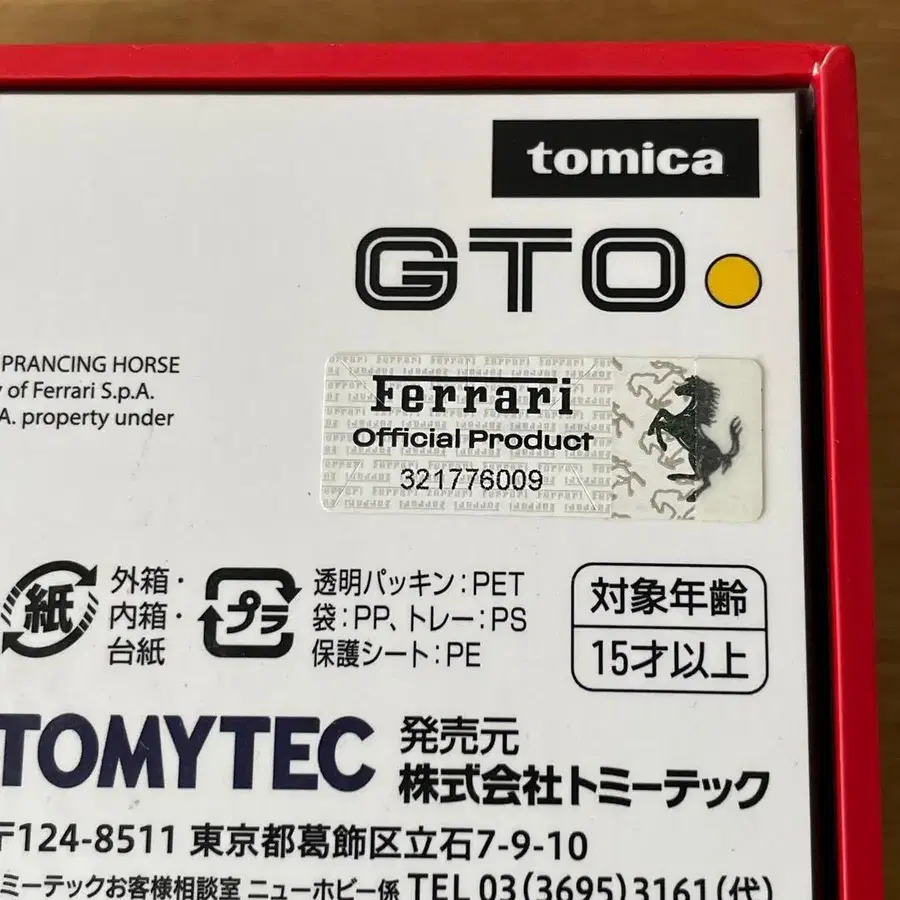 tomica
GTO
PRANCING HORSE
y of Ferrari S.p.A.
A. property under
Ferrari
Official Product
321776009
紙
外箱・
内箱・
台紙
プラ
透明パッキン:PET
袋:PP、トレー:PS
保護シート:PE
対象年齢
15才以上
TOMYTEC
発売元
株式会社トミーテック
〒124-8511 東京都葛飾区立石7-9-10
ミーテックお客様相談室 ニューホビー係 TEL 03(3695)3161(代)